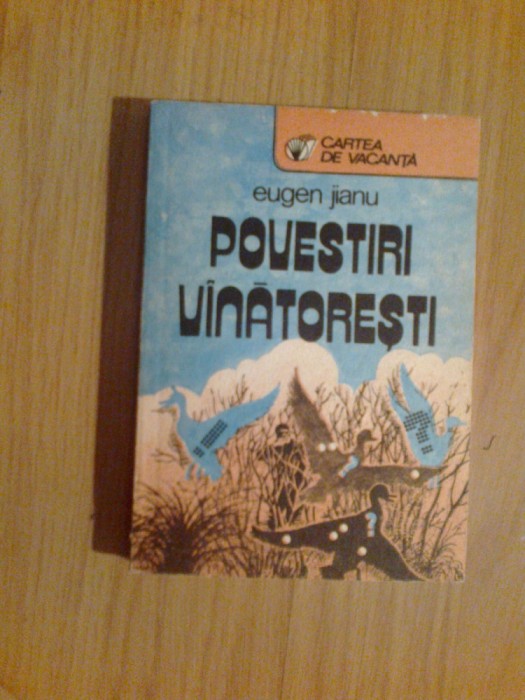 CARTEA
DE VACANȚĂ
eugen jianu
POVESTIRI
VÎNĂTOREȘTI